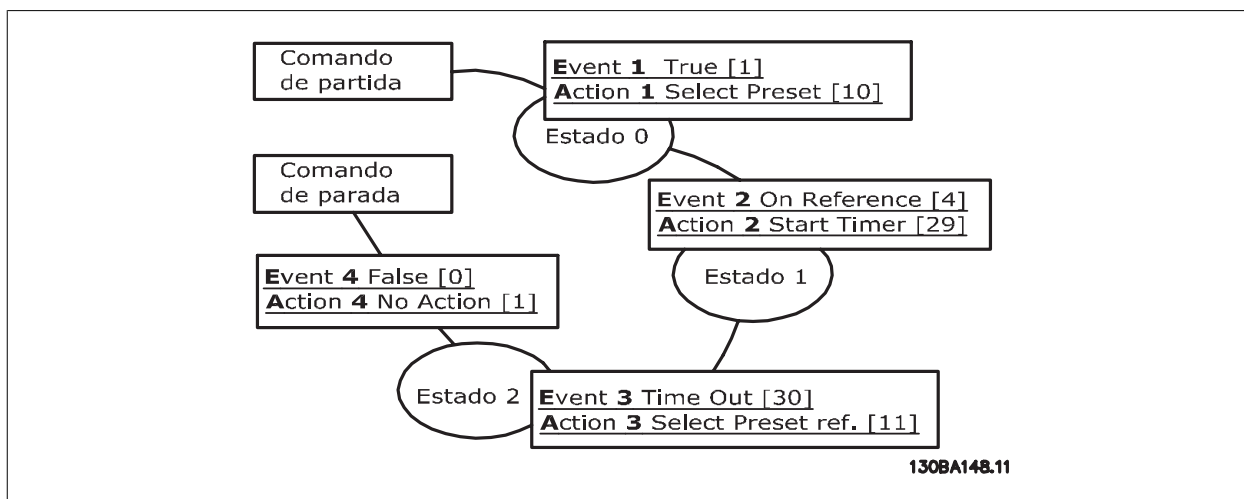 Comando
de partida
Event 1 True [1]
Action 1 Select Preset [10]
Estado 0
Comando
de parada
Event 2 On Reference [4]
Action 2 Start Timer [29]
Estado 1
Event 4 False [0]
Action 4 No Action [1]
Estado 2
Event 3 Time Out [30]
Action 3 Select Preset ref. [11]
130BA148.11